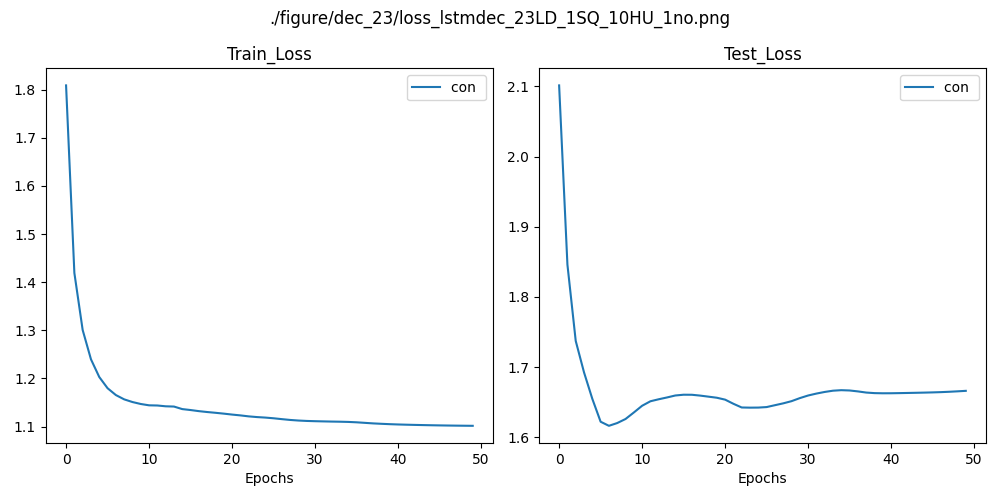 ./figure/dec_23/loss_lstmdec_23LD_1SQ_10HU_1no.png
Train_Loss
con
1.8
1.7
1.6
1.5
1.4
1.3
1.2
1.1
0 10 20 30 40 50
Epochs
Test_Loss
con
2.1
2.0
1.9
1.8
1.7
1.6
0 10 20 30 40 50
Epochs